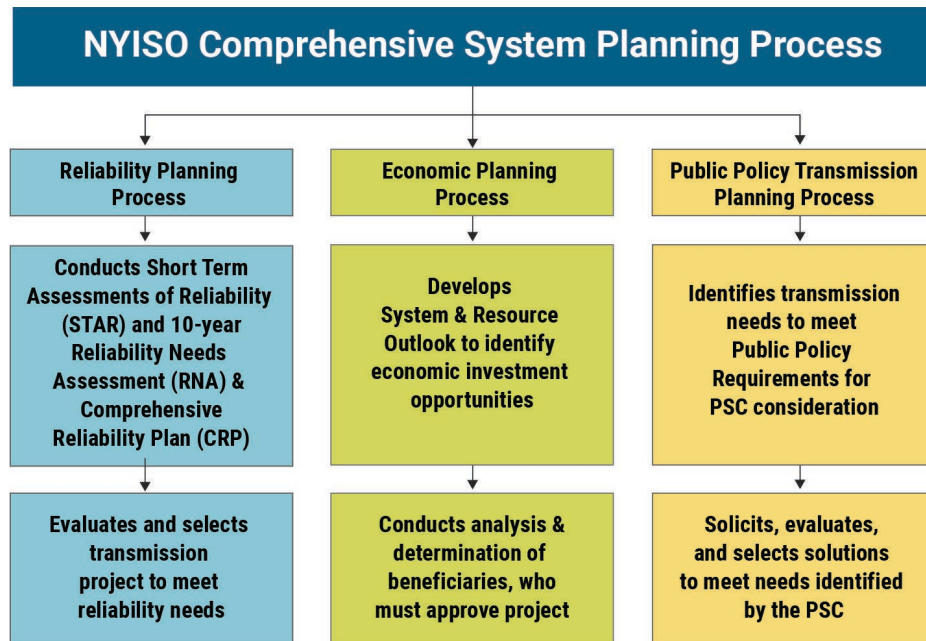 NYISO Comprehensive System Planning Process
Reliability Planning
Process
Conducts Short Term
Assessments of Reliability
(STAR) and 10-year
Reliability Needs
Assessment (RNA) &
Comprehensive
Reliability Plan (CRP)
Evaluates and selects
transmission
project to meet
reliability needs
Economic Planning
Process
Develops
System & Resource
Outlook to identify
economic investment
opportunities
Conducts analysis &
determination of
beneficiaries, who
must approve project
Public Policy Transmission
Planning Process
Identifies transmission
needs to meet
Public Policy
Requirements for
PSC consideration
Solicits, evaluates,
and selects solutions
to meet needs identified
by the PSC